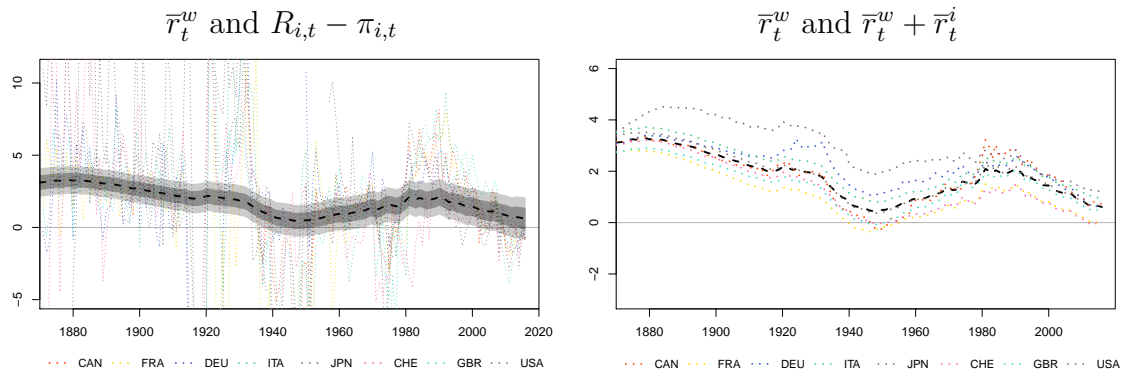 r̅ₜʷ and Rᵢ,ₜ − πᵢ,ₜ
10
5
0
−5
1880 1900 1920 1940 1960 1980 2000 2020
CAN FRA DEU ITA JPN CHE GBR USA
r̅ₜʷ and r̅ₜʷ + r̅ₜⁱ
6
4
2
0
−2
1880 1900 1920 1940 1960 1980 2000
CAN FRA DEU ITA JPN CHE GBR USA